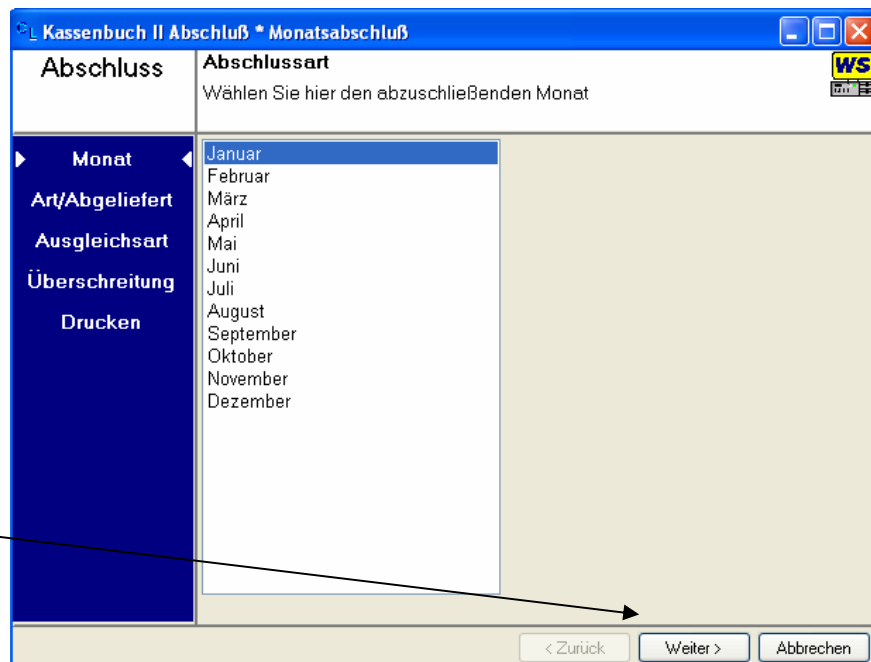 CL Kassenbuch II Abschluß * Monatsabschluß
Abschluss
Abschlussart
Wählen Sie hier den abzuschließenden Monat
WS
Monat
Art/Abgeliefert
Ausgleichsart
Überschreitung
Drucken
Januar
Februar
März
April
Mai
Juni
Juli
August
September
Oktober
November
Dezember
< Zurück
Weiter >
Abbrechen